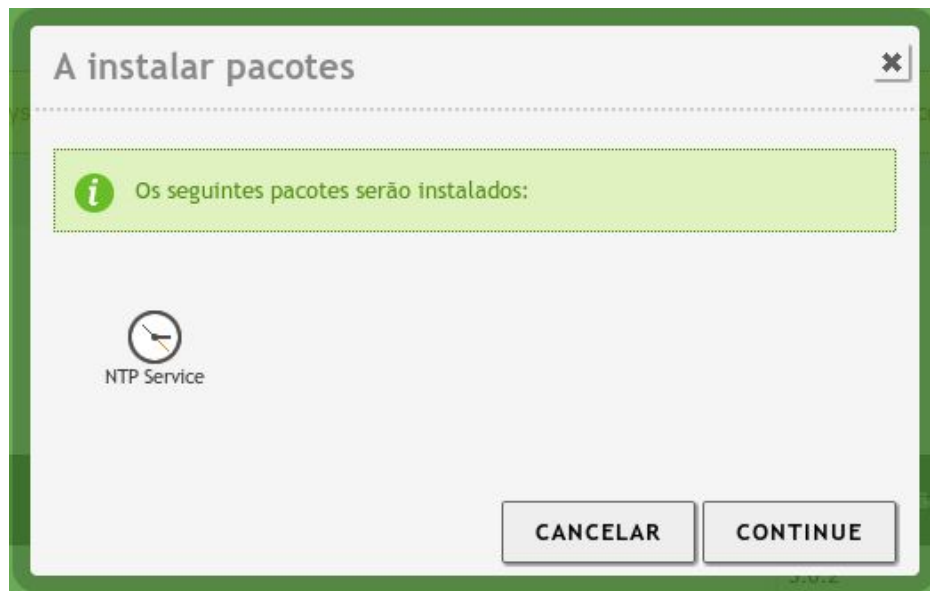 A instalar pacotes
Os seguintes pacotes serão instalados:
NTP Service
CANCELAR
CONTINUE